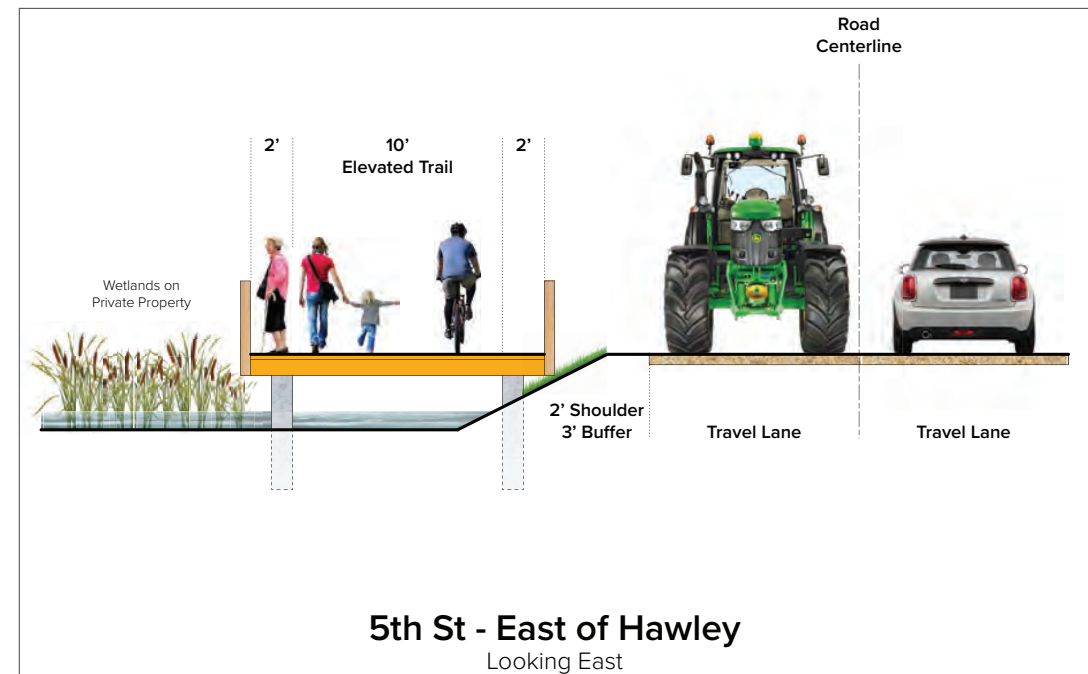 Road
Centerline
2’
10’
2’
Elevated Trail
Wetlands on
Private Property
2’ Shoulder
3’ Buffer
Travel Lane
Travel Lane
5th St - East of Hawley
Looking East